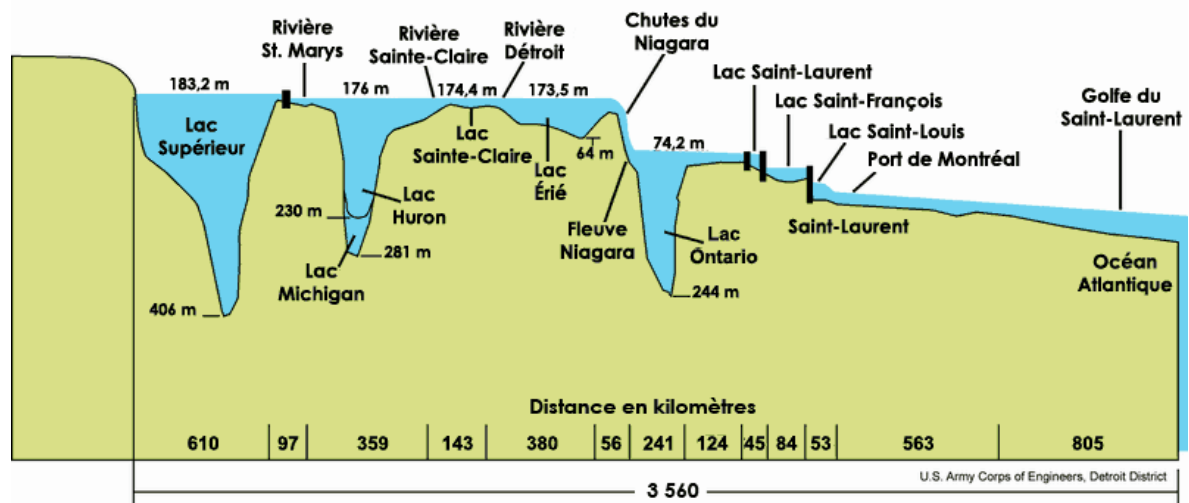 Rivière
St. Marys
Rivière
Sainte-Claire
Rivière
Détroit
Chutes du
Niagara
Lac Saint-Laurent
Lac Saint-François
Lac Saint-Louis
Port de Montréal
Golfe du
Saint-Laurent
183,2 m
176 m
174,4 m
173,5 m
74,2 m
Lac
Supérieur
Lac
Sainte-Claire
Lac
Érié
64 m
Lac
Huron
230 m
281 m
Lac
Michigan
406 m
Fleuve
Niagara
Lac
Ontario
244 m
Saint-Laurent
Océan
Atlantique
Distance en kilomètres
610 97 359 143 380 56 241 124 45 84 53 563 805
U.S. Army Corps of Engineers, Detroit District
3 560